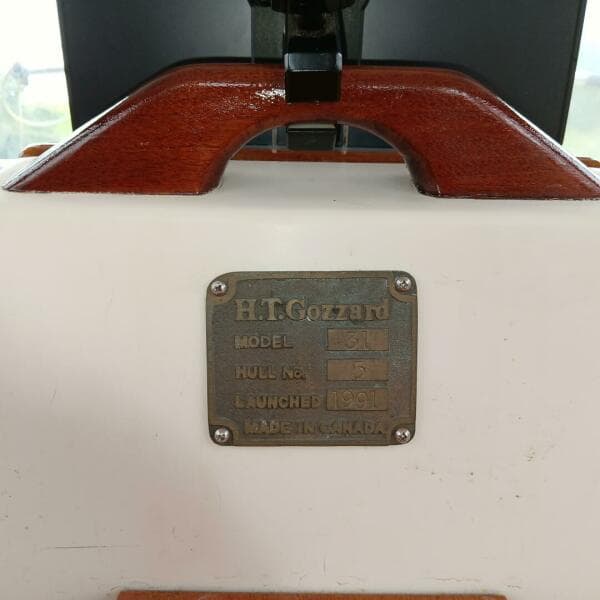 H.T.Gozzard
MODEL 31
HULL No. 5
LAUNCHED 1991
MADE IN CANADA